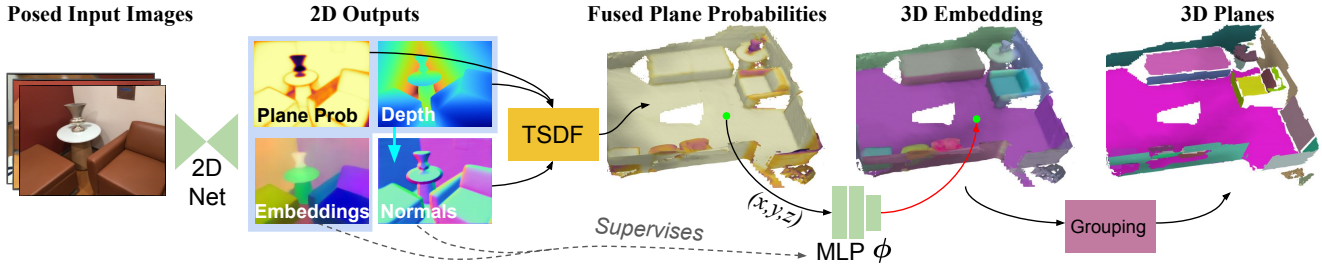 Posed Input Images
2D Outputs
Fused Plane Probabilities
3D Embedding
3D Planes
2D
Net
Plane Prob
Depth
Embeddings
Normals
TSDF
(x,y,z)
MLP ϕ
Grouping
Supervises